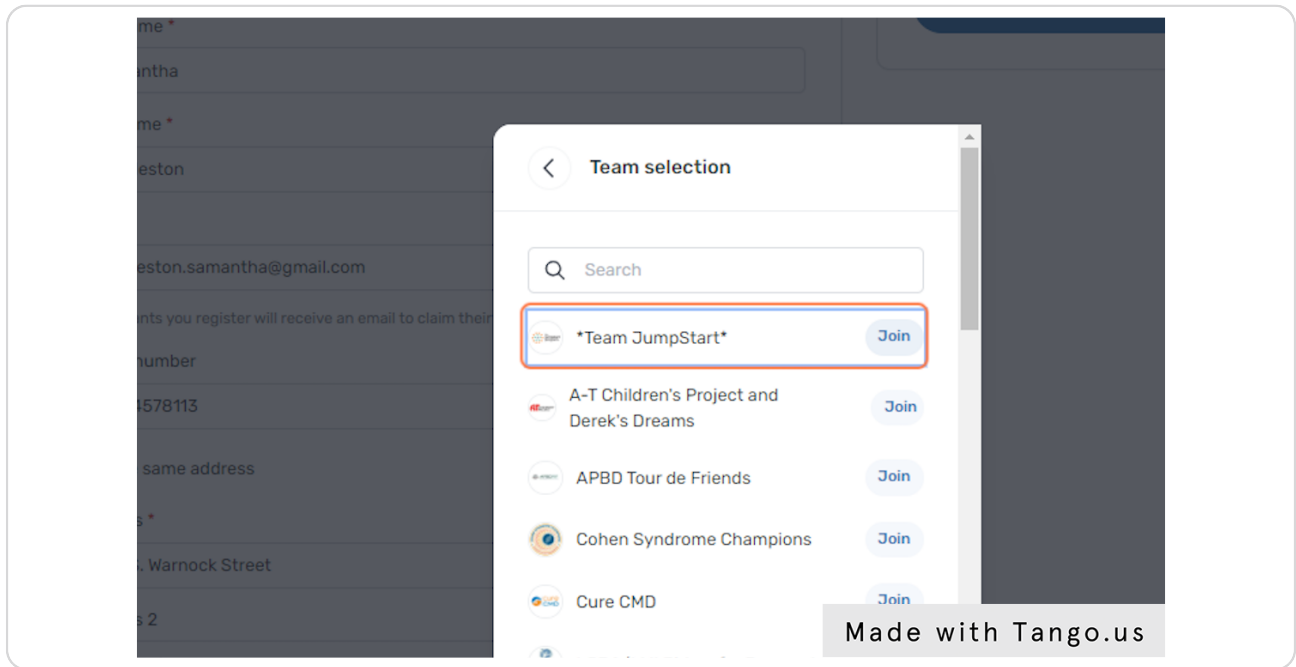 me *
antha
me *
eston
eston.samantha@gmail.com
nts you register will receive an email to claim their
number
4578113
same address
s *
S. Warnock Street
s 2
Team selection
Search
*Team JumpStart*
Join
A-T Children's Project and
Derek's Dreams
Join
APBD Tour de Friends
Join
Cohen Syndrome Champions
Join
Cure CMD
Join
Made with Tango.us